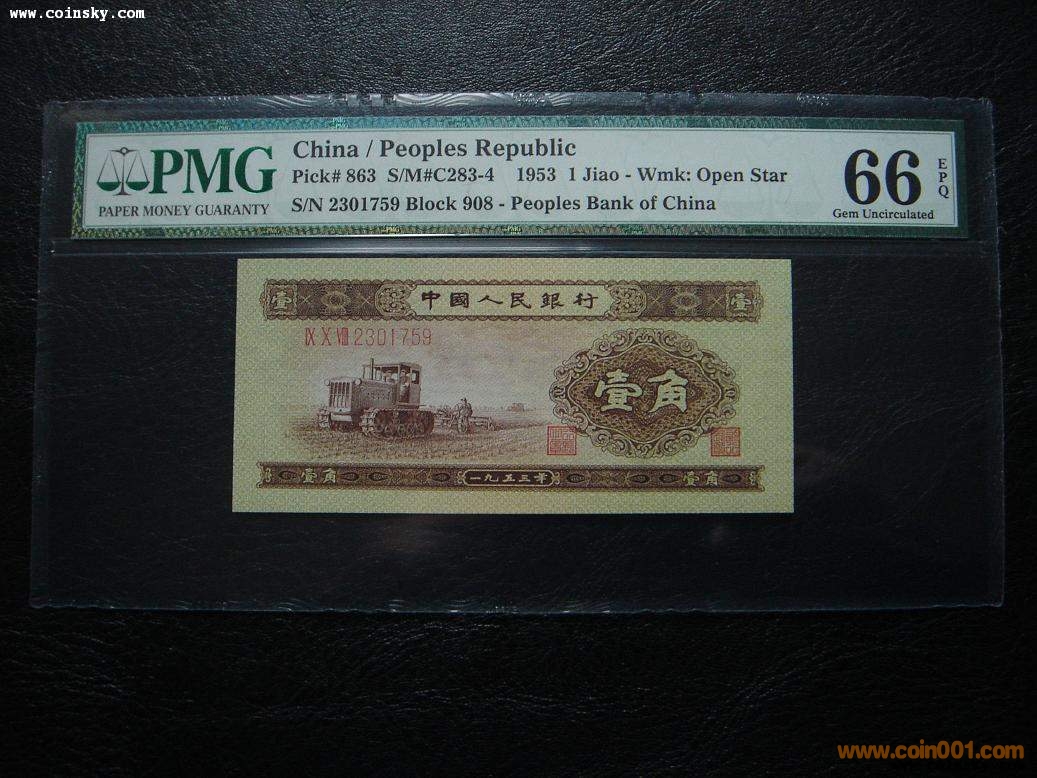 www.coinsky.com
PMG
PAPER MONEY GUARANTY
China / Peoples Republic
Pick# 863 S/M#C283-4 1953 1 Jiao - Wmk: Open Star
S/N 2301759 Block 908 - Peoples Bank of China
66
EPQ
Gem Uncirculated
壹 中國人民銀行 壹
IX X VIII 2301759
壹角
壹角 一九五三年 壹角
www.coin001.com